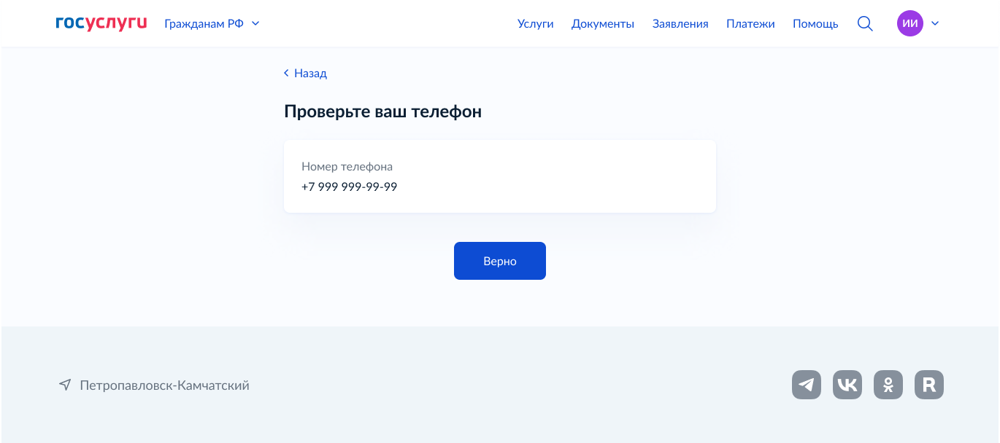 госуслуги Гражданам РФ Услуги Документы Заявления Платежи Помощь ИИ
Назад
Проверьте ваш телефон
Номер телефона
+7 999 999-99-99
Верно
Петропавловск-Камчатский